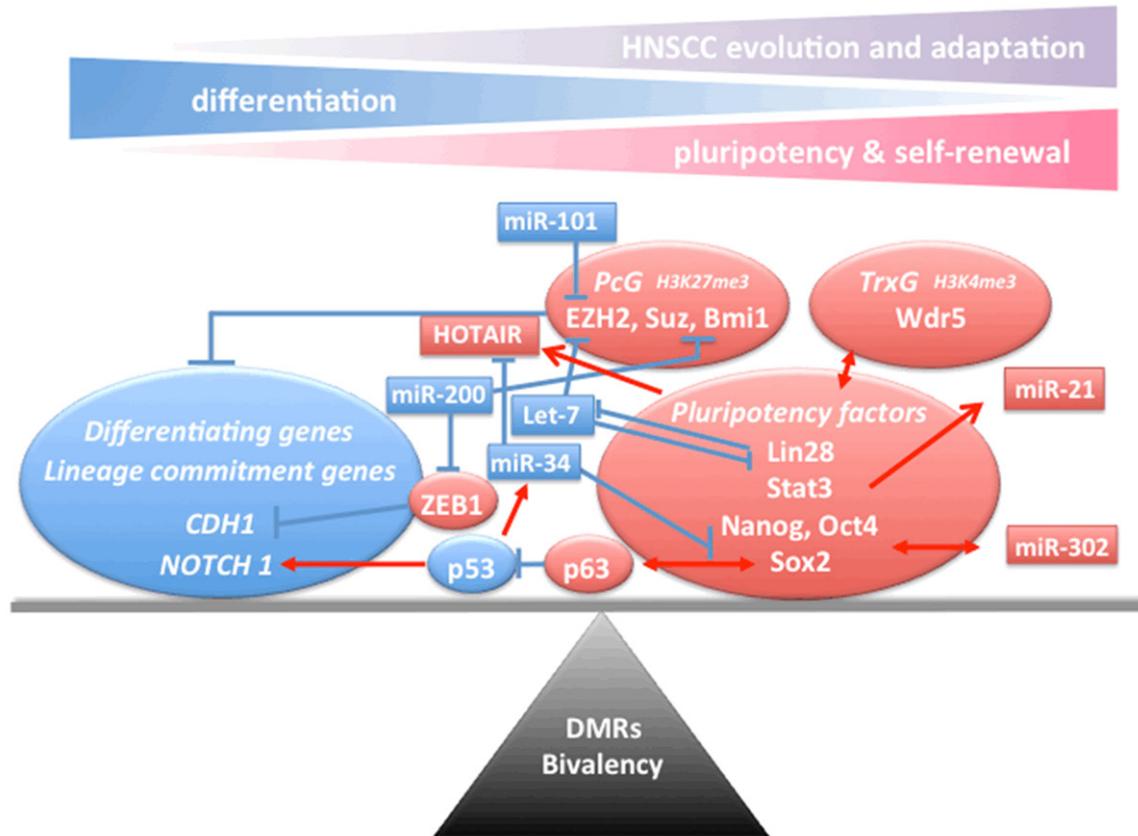 HNSCC evolution and adaptation
differentiation
pluripotency & self-renewal
miR-101
PcG H3K27me3
EZH2, Suz, Bmi1
TrxG H3K4me3
Wdr5
HOTAIR
miR-200
Let-7
miR-34
miR-21
Differentiating genes
Lineage commitment genes
CDH1
NOTCH 1
ZEB1
p53
p63
Pluripotency factors
Lin28
Stat3
Nanog, Oct4
Sox2
miR-302
DMRs
Bivalency